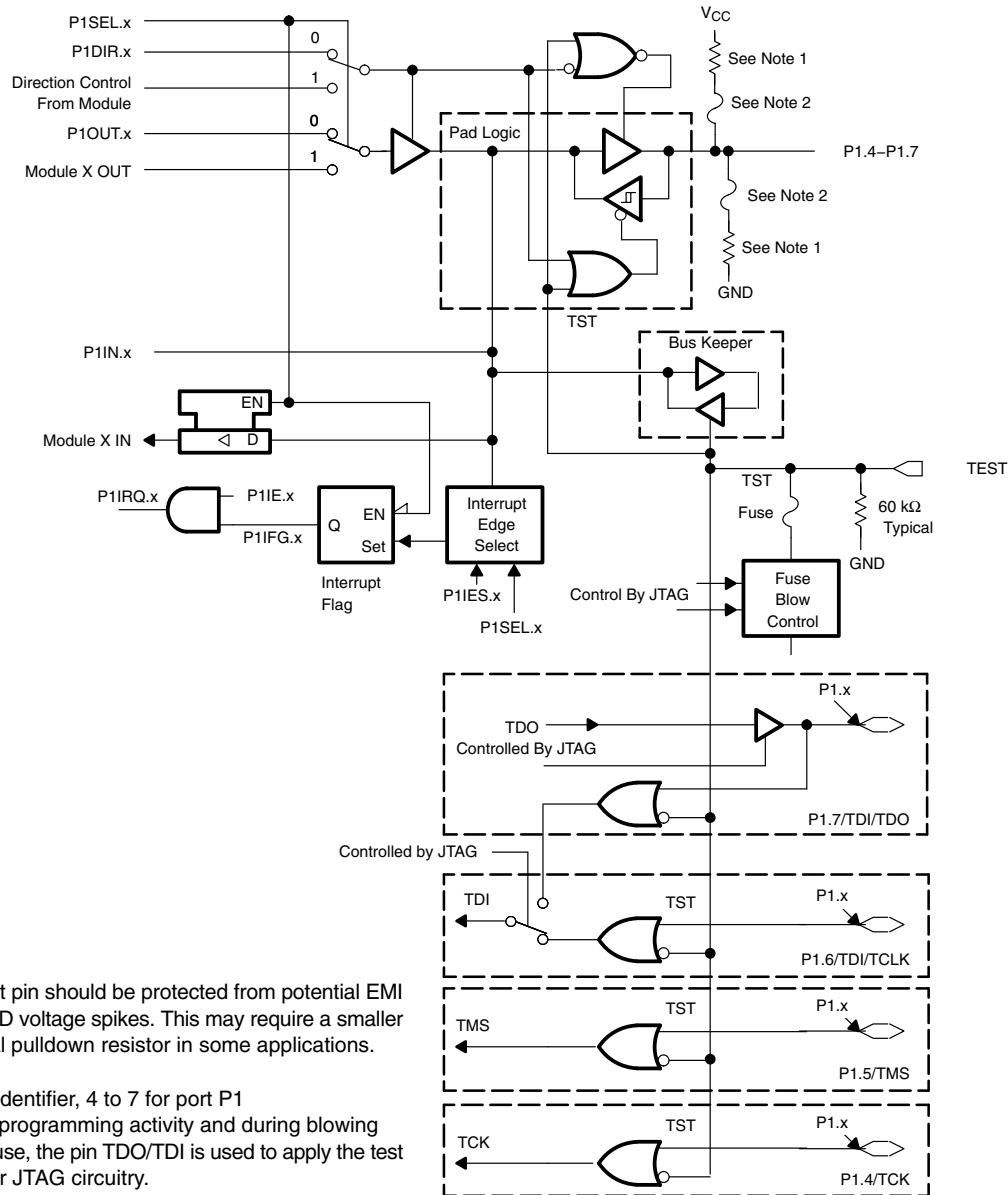 P1SEL.x
P1DIR.x
0
Direction Control
From Module
1
P1OUT.x
0
Module X OUT
1
VCC
See Note 1
See Note 2
Pad Logic
P1.4–P1.7
See Note 2
See Note 1
GND
TST
P1IN.x
Bus Keeper
EN
Module X IN
D
TEST
TST
P1IRQ.x
P1IE.x
P1IFG.x
Q
EN
Set
Interrupt
Flag
Interrupt
Edge
Select
P1IES.x
P1SEL.x
Fuse
60 kΩ
Typical
GND
Control By JTAG
Fuse
Blow
Control
P1.x
TDO
Controlled By JTAG
P1.7/TDI/TDO
Controlled by JTAG
TDI
TST
P1.x
P1.6/TDI/TCLK
TMS
TST
P1.x
P1.5/TMS
TCK
TST
P1.x
P1.4/TCK
t pin should be protected from potential EMI
D voltage spikes. This may require a smaller
al pulldown resistor in some applications.
dentifier, 4 to 7 for port P1
programming activity and during blowing
use, the pin TDO/TDI is used to apply the test
r JTAG circuitry.